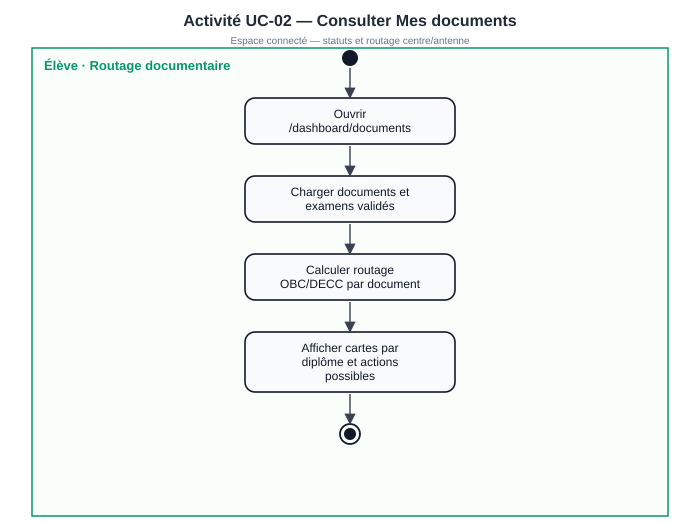 Activité UC-02 — Consulter Mes documents
Espace connecté — statuts et routage centre/antenne
Élève · Routage documentaire
Ouvrir
/dashboard/documents
Charger documents et
examens validés
Calculer routage
OBC/DECC par document
Afficher cartes par
diplôme et actions
possibles